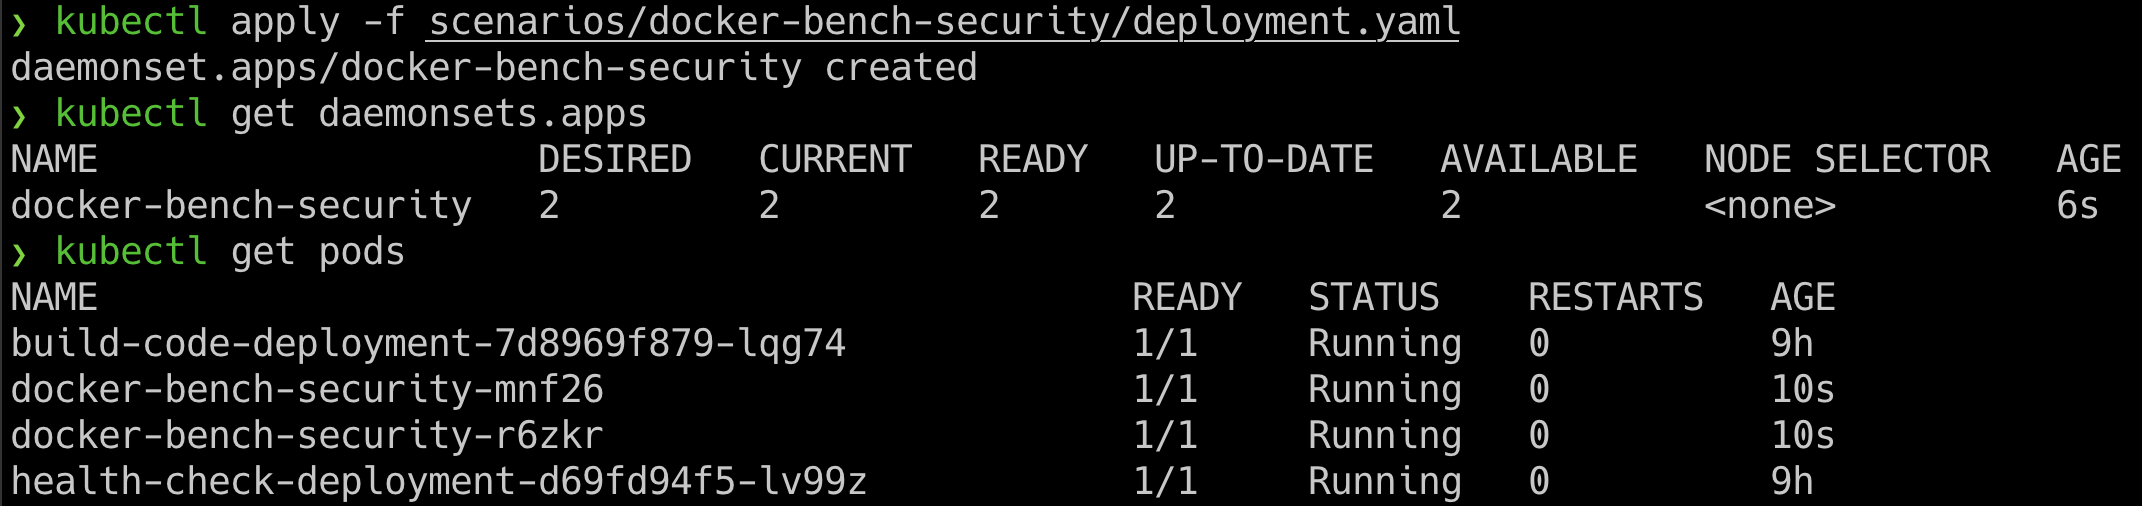 ❯ kubectl apply -f scenarios/docker-bench-security/deployment.yaml
daemonset.apps/docker-bench-security created
❯ kubectl get daemonsets.apps
NAME                    DESIRED   CURRENT   READY   UP-TO-DATE   AVAILABLE   NODE SELECTOR   AGE
docker-bench-security   2         2         2       2            2           <none>          6s
❯ kubectl get pods
NAME                                               READY   STATUS    RESTARTS   AGE
build-code-deployment-7d8969f879-lqg74             1/1     Running   0          9h
docker-bench-security-mnf26                        1/1     Running   0          10s
docker-bench-security-r6zkr                        1/1     Running   0          10s
health-check-deployment-d69fd94f5-lv99z            1/1     Running   0          9h